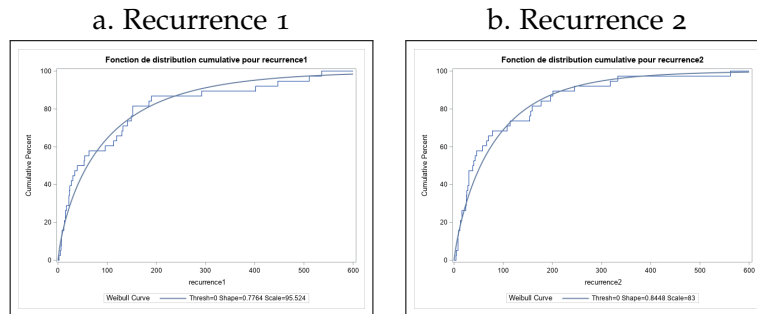 a. Recurrence 1
Fonction de distribution cumulative pour recurrence1
100
80
60
40
20
0
Cumulative Percent
0 200 400 600
recurrence1
Weibull Curve Thresh=0 Shape=0.7764 Scale=95.524
b. Recurrence 2
Fonction de distribution cumulative pour recurrence2
100
80
60
40
20
0
Cumulative Percent
0 100 200 300 400 500 600
recurrence2
Weibull Curve Thresh=0 Shape=0.8448 Scale=83